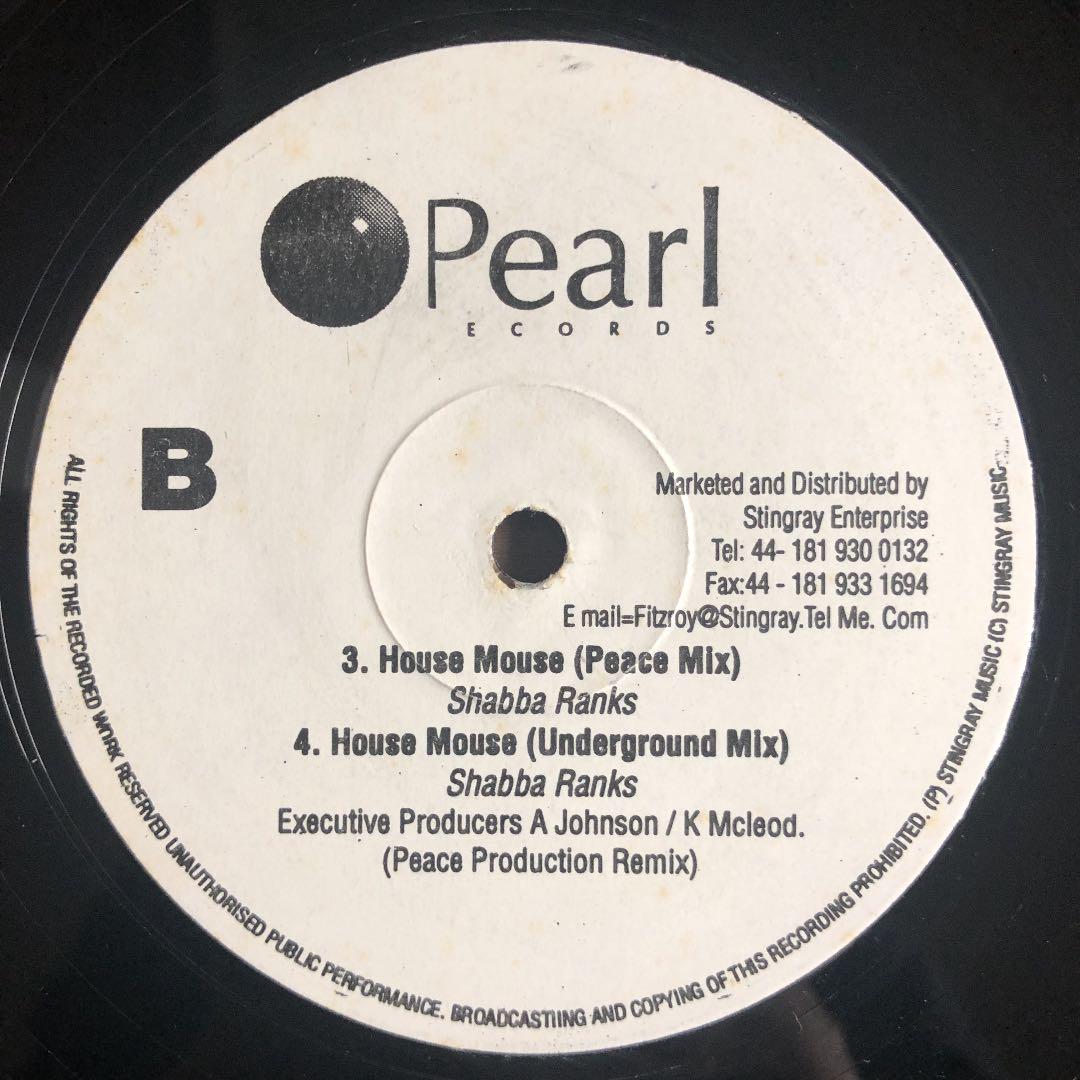 Pearl
ECORDS
B
Marketed and Distributed by
Stingray Enterprise
Tel: 44- 181 930 0132
Fax:44 - 181 933 1694
E mail=Fitzroy@Stingray.Tel Me. Com
3. House Mouse (Peace Mix)
Shabba Ranks
4. House Mouse (Underground Mix)
Shabba Ranks
Executive Producers A Johnson / K Mcleod.
(Peace Production Remix)
ALL RIGHTS OF THE RECORDED WORK RESERVED UNAUTHORISED PUBLIC PERFORMANCE. BROADCASTIING AND COPYING OF THIS RECORDING PROHIBITED. (P) STINGRAY MUSIC (C) STINGRAY MUSIC.